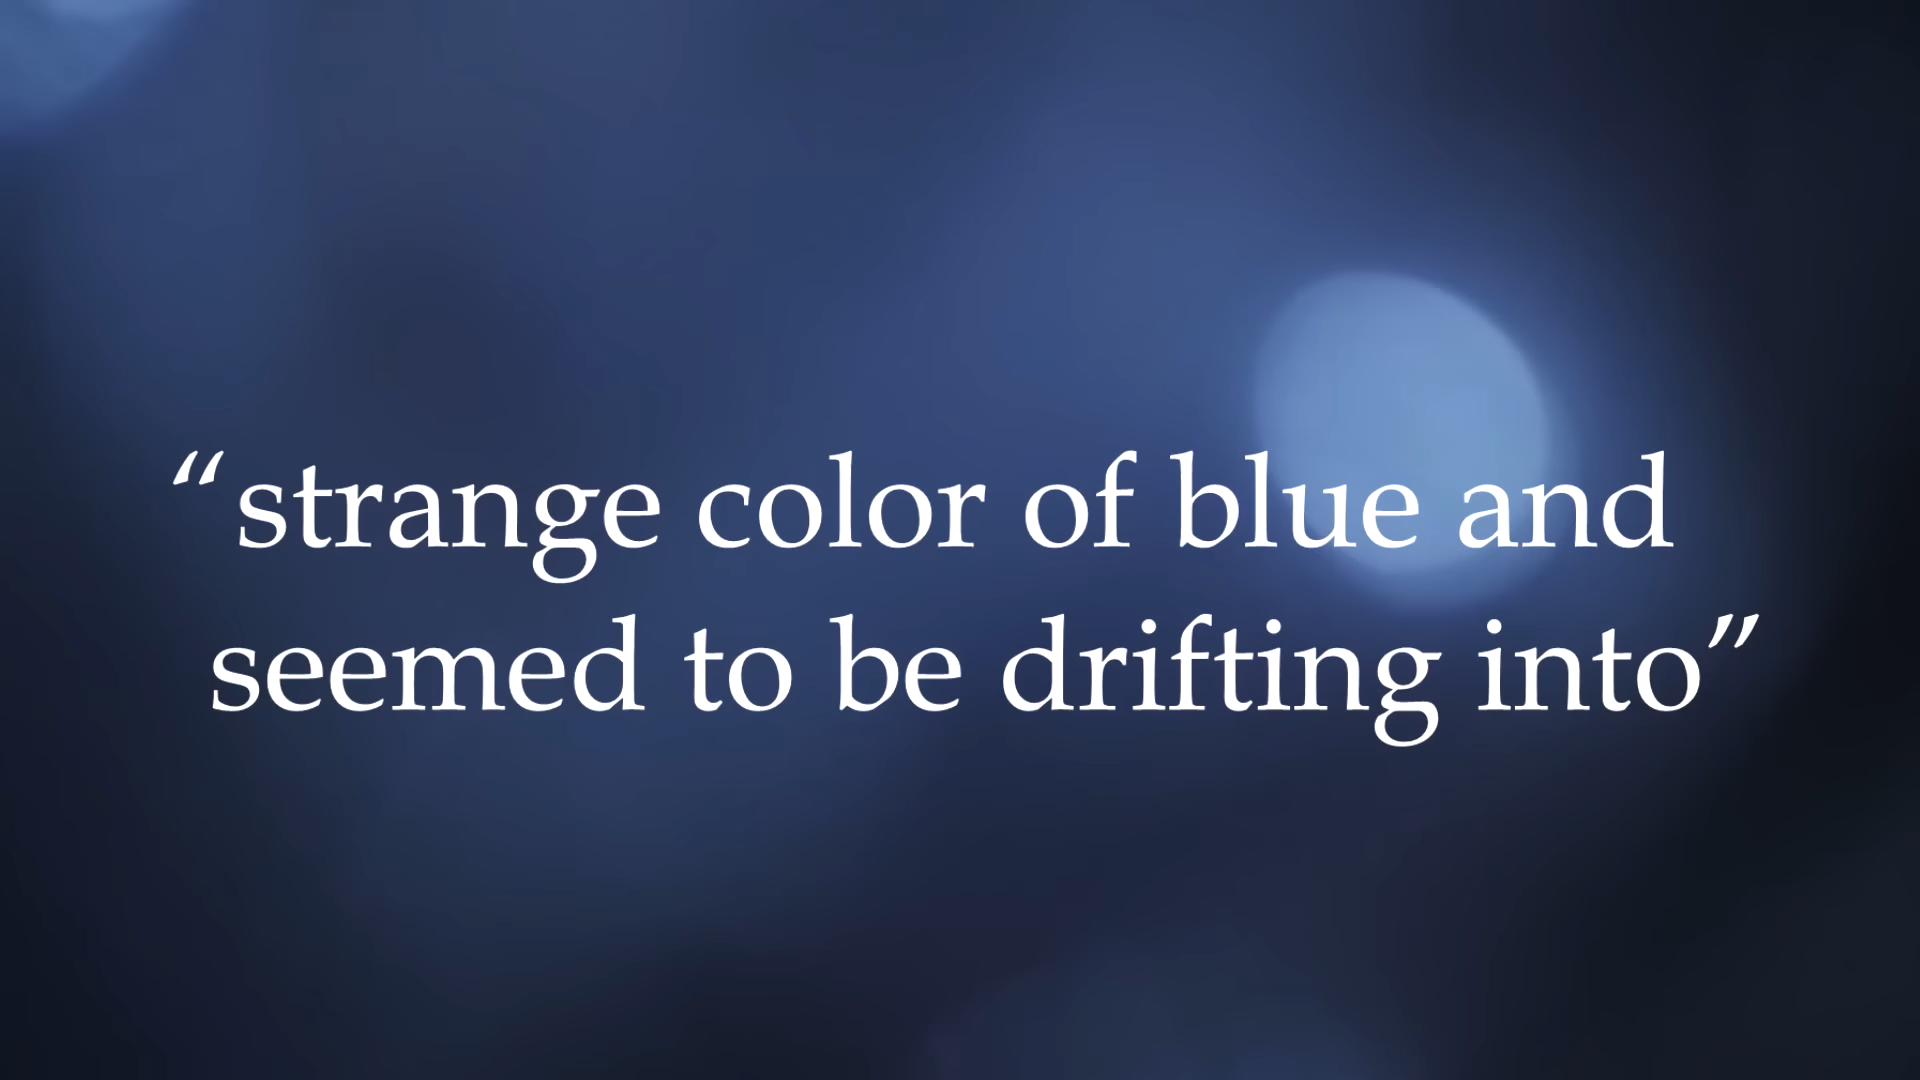 “strange color of blue and
seemed to be drifting into”